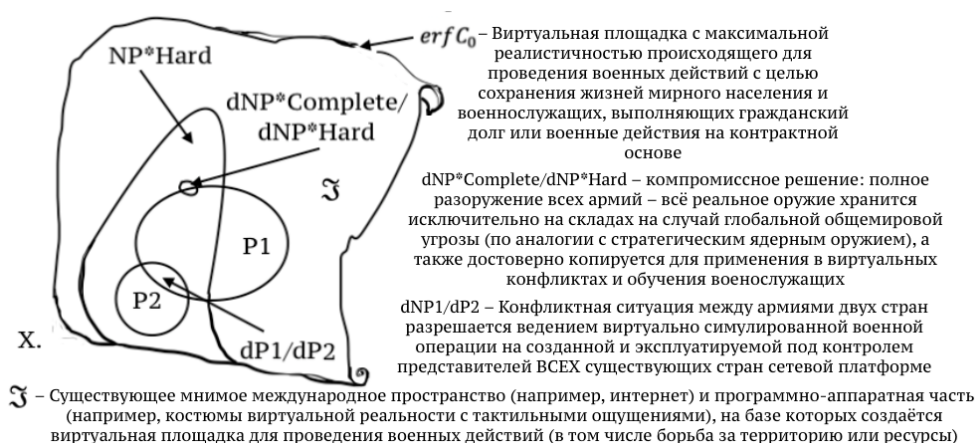 erfC₀ – Виртуальная площадка с максимальной
реалистичностью происходящего для
проведения военных действий с целью
сохранения жизней мирного населения и
военнослужащих, выполняющих гражданский
долг или военные действия на контрактной
основе
NP*Hard
dNP*Complete/
dNP*Hard
ℑ
P1
P2
dP1/dP2
X.
dNP*Complete/dNP*Hard – компромиссное решение: полное
разоружение всех армий – всё реальное оружие хранится
исключительно на складах на случай глобальной общемировой
угрозы (по аналогии с стратегическим ядерным оружием), а
также достоверно копируется для применения в виртуальных
конфликтах и обучения военослужащих
dNP1/dP2 – Конфликтная ситуация между армиями двух стран
разрешается ведением виртуально симулированной военной
операции на созданной и эксплуатируемой под контролем
представителей ВСЕХ существующих стран сетевой платформе
ℑ – Существующее мнимое международное пространство (например, интернет) и программно-аппаратная часть
(например, костюмы виртуальной реальности с тактильными ощущениями), на базе которых создаётся
виртуальная площадка для проведения военных действий (в том числе борьба за территорию или ресурсы)